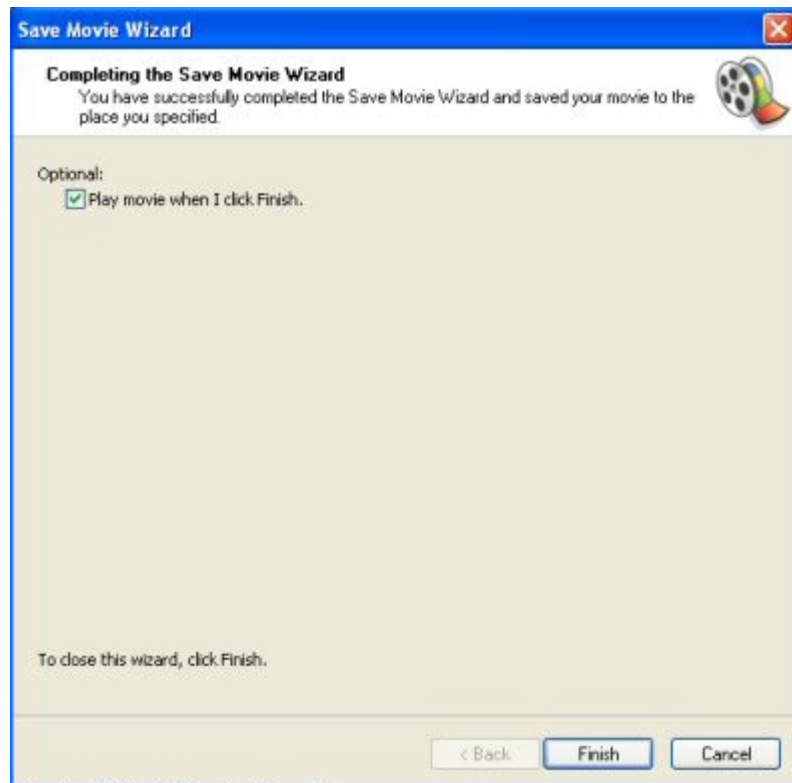 Save Movie Wizard
Completing the Save Movie Wizard
You have successfully completed the Save Movie Wizard and saved your movie to the
place you specified.
Optional:
Play movie when I click Finish.
To close this wizard, click Finish.
< Back Finish Cancel